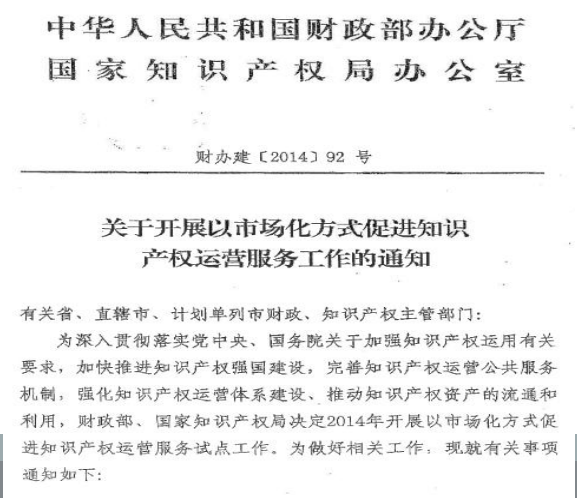 中华人民共和国财政部办公厅
国家知识产权局办公室
财办建〔2014〕92 号
关于开展以市场化方式促进知识
产权运营服务工作的通知
有关省、直辖市、计划单列市财政、知识产权主管部门：
为深入贯彻落实党中央、国务院关于加强知识产权运用有关
要求，加快推进知识产权强国建设，完善知识产权运营公共服务
机制，强化知识产权运营体系建设、推动知识产权资产的流通和
利用，财政部、国家知识产权局决定2014年开展以市场化方式促
进知识产权运营服务试点工作。为做好相关工作，现就有关事项
通知如下：